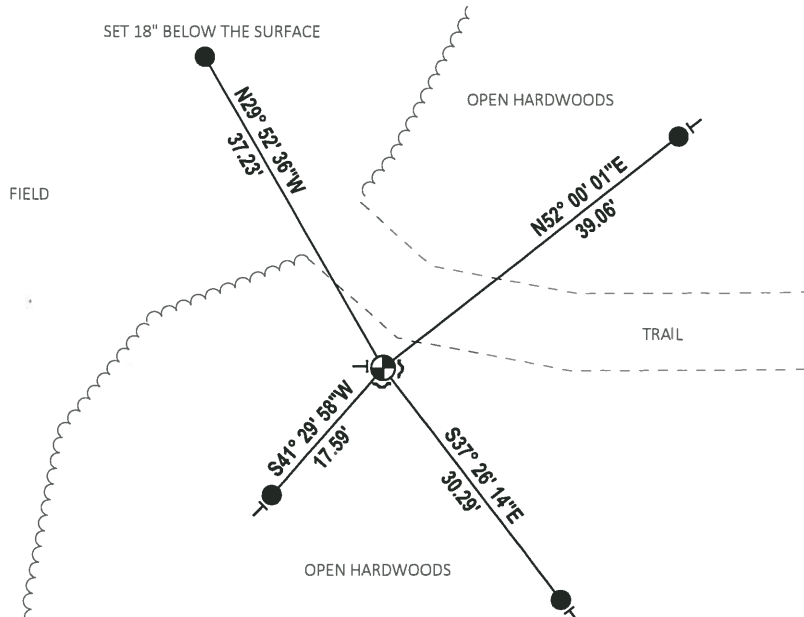 SET 18" BELOW THE SURFACE
OPEN HARDWOODS
N29° 52' 36"W
37.23'
N52° 00' 01"E
39.06'
FIELD
TRAIL
S41° 29' 58"W
17.59'
S37° 26' 14"E
30.29'
OPEN HARDWOODS